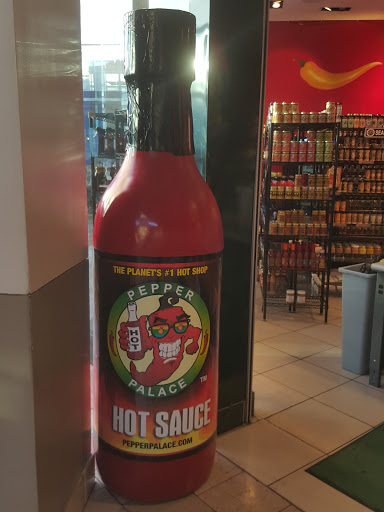 THE PLANET'S #1 HOT SHOP
PEPPER
HOT
PALACE
TM
HOT SAUCE
PEPPERPALACE.COM